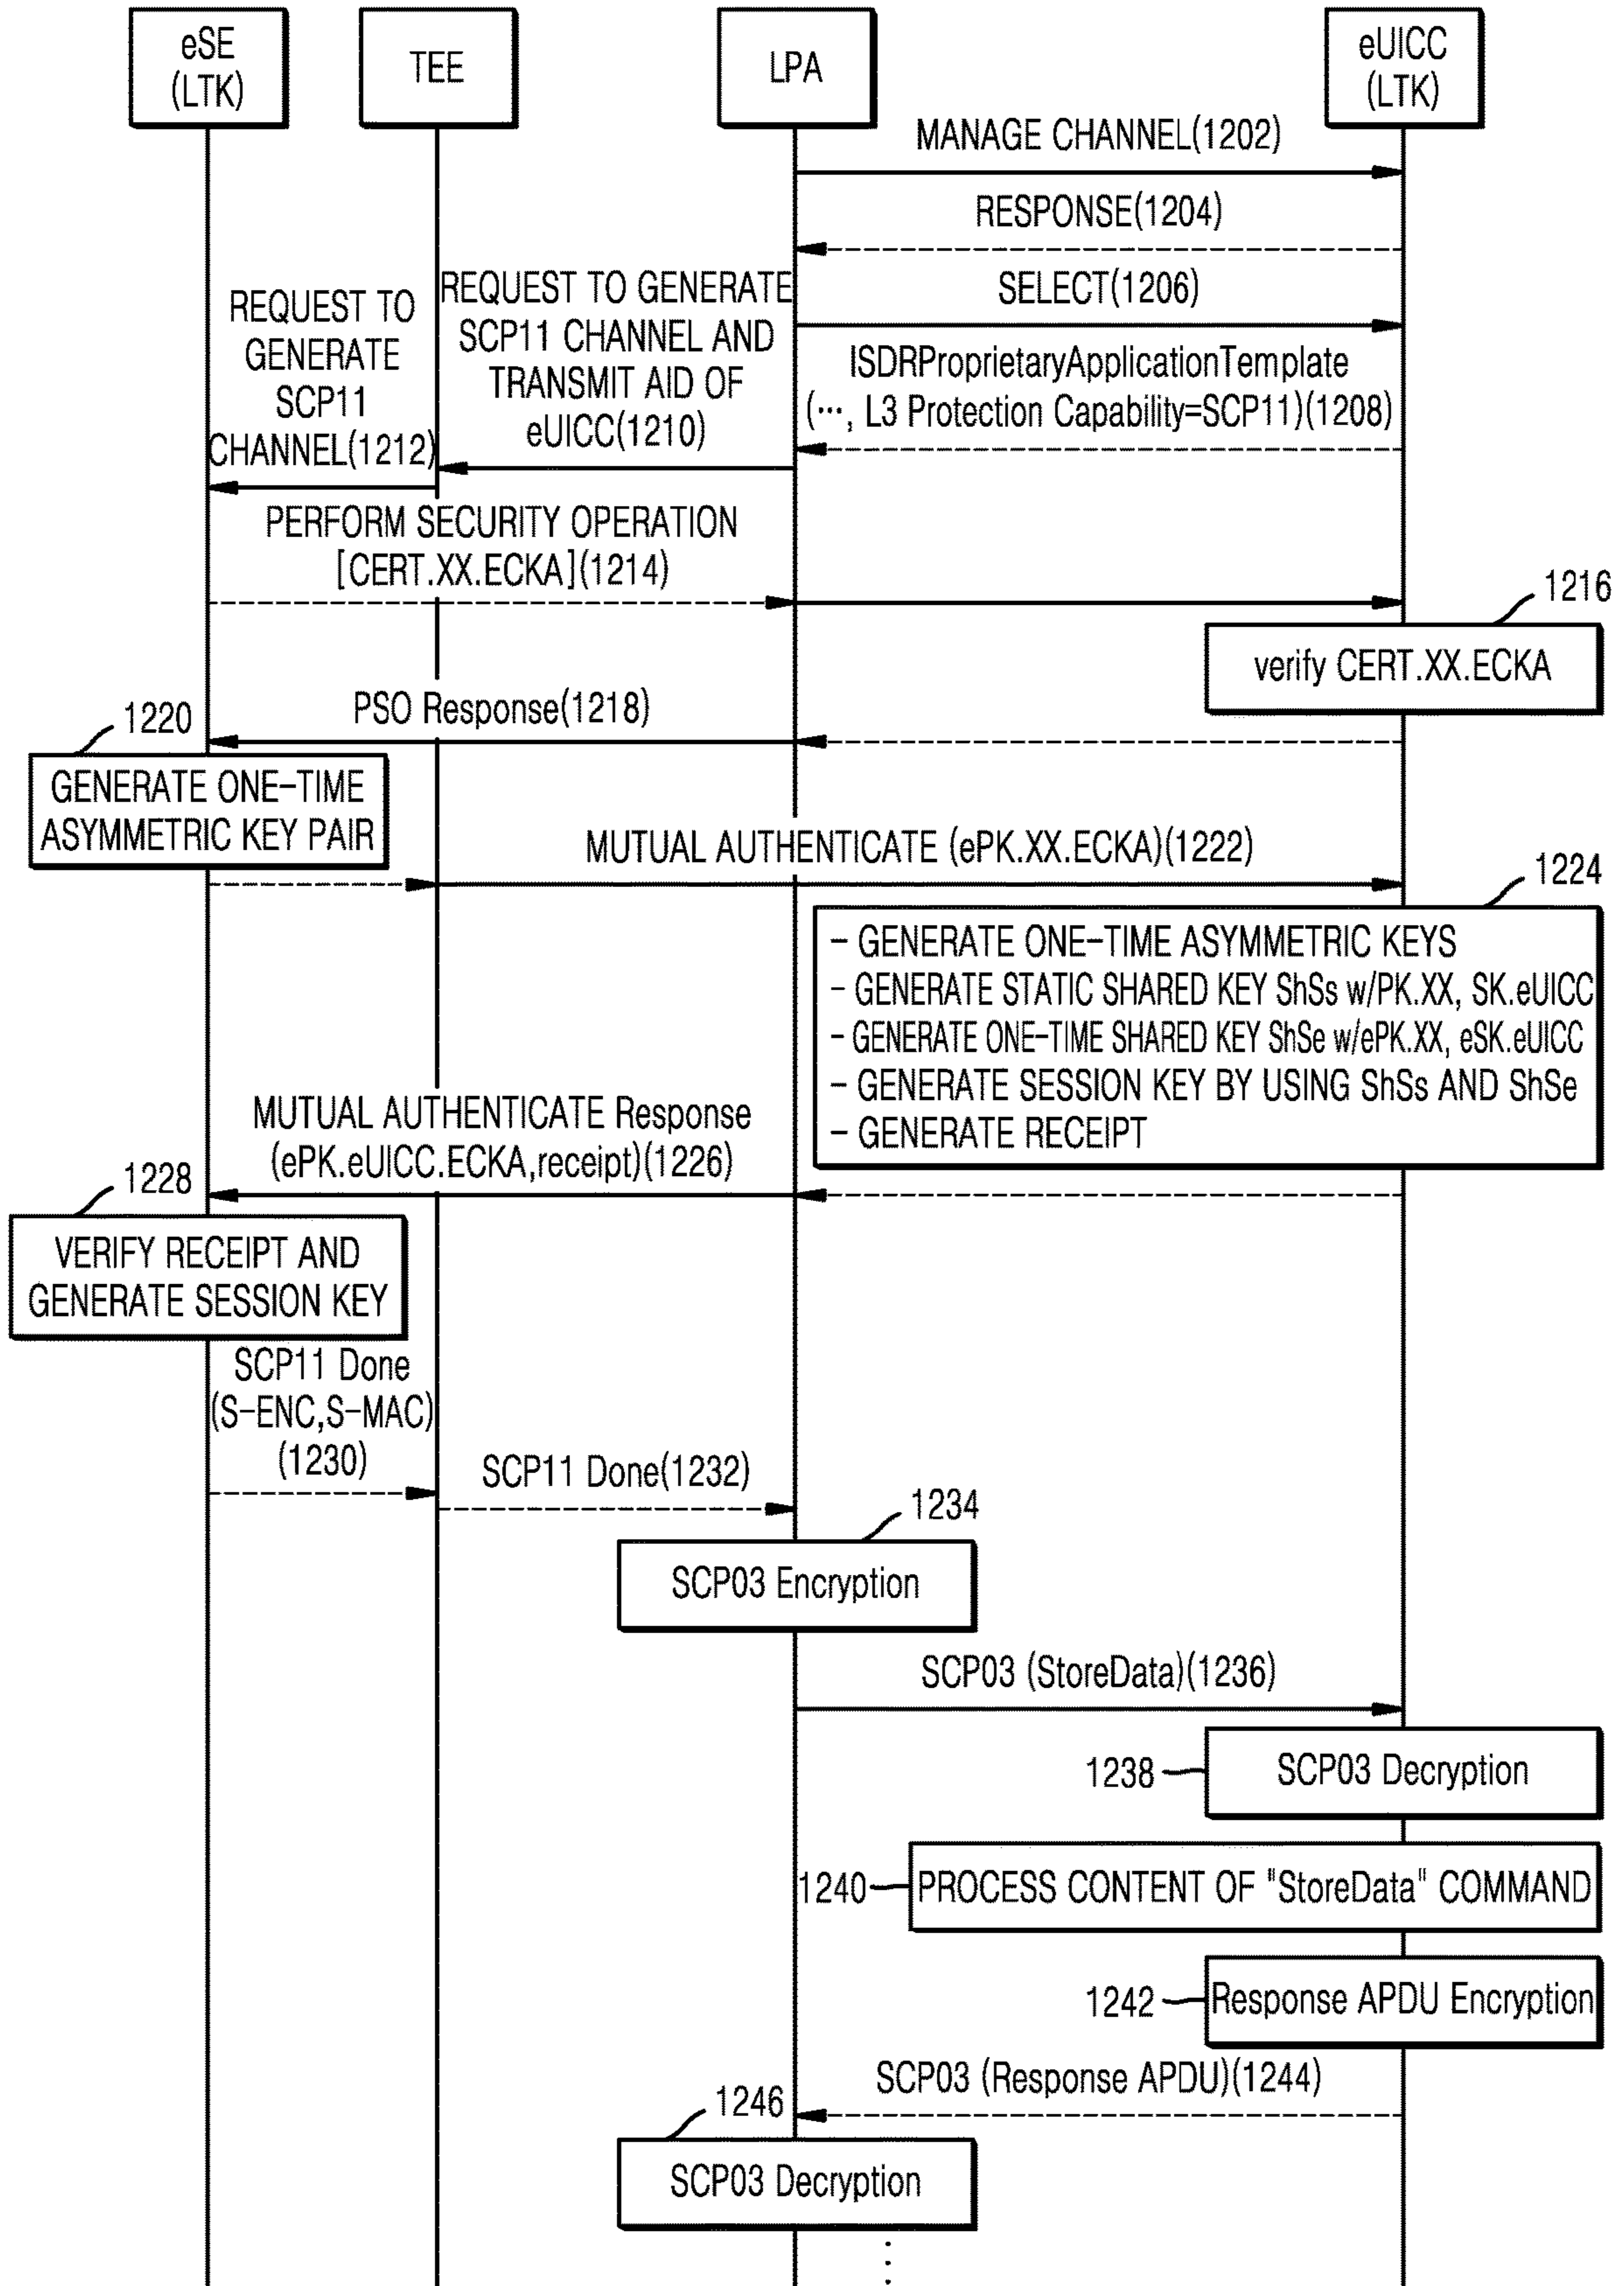 eSE
(LTK)
TEE
LPA
eUICC
(LTK)
MANAGE CHANNEL(1202)
RESPONSE(1204)
SELECT(1206)
ISDRProprietaryApplicationTemplate
(···, L3 Protection Capability=SCP11)(1208)
REQUEST TO GENERATE
SCP11 CHANNEL AND
TRANSMIT AID OF
eUICC(1210)
REQUEST TO
GENERATE
SCP11
CHANNEL(1212)
PERFORM SECURITY OPERATION
[CERT.XX.ECKA](1214)
1216
verify CERT.XX.ECKA
PSO Response(1218)
1220
GENERATE ONE-TIME
ASYMMETRIC KEY PAIR
MUTUAL AUTHENTICATE (ePK.XX.ECKA)(1222)
1224
- GENERATE ONE-TIME ASYMMETRIC KEYS
- GENERATE STATIC SHARED KEY ShSs w/PK.XX, SK.eUICC
- GENERATE ONE-TIME SHARED KEY ShSe w/ePK.XX, eSK.eUICC
- GENERATE SESSION KEY BY USING ShSs AND ShSe
- GENERATE RECEIPT
MUTUAL AUTHENTICATE Response
(ePK.eUICC.ECKA,receipt)(1226)
1228
VERIFY RECEIPT AND
GENERATE SESSION KEY
SCP11 Done
(S-ENC,S-MAC)
(1230)
SCP11 Done(1232)
1234
SCP03 Encryption
SCP03 (StoreData)(1236)
1238
SCP03 Decryption
1240
PROCESS CONTENT OF "StoreData" COMMAND
1242
Response APDU Encryption
SCP03 (Response APDU)(1244)
1246
SCP03 Decryption